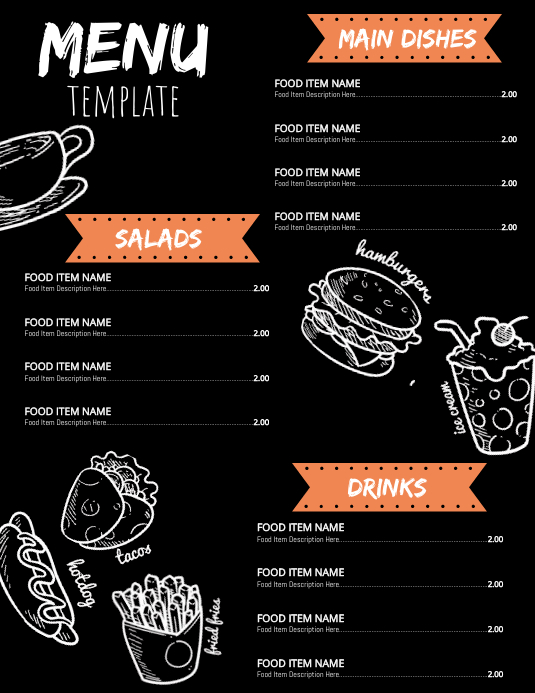 MENU
TEMPLATE
MAIN DISHES
FOOD ITEM NAME
Food Item Description Here..........................................................................2.00
FOOD ITEM NAME
Food Item Description Here..........................................................................2.00
FOOD ITEM NAME
Food Item Description Here..........................................................................2.00
FOOD ITEM NAME
Food Item Description Here..........................................................................2.00
SALADS
FOOD ITEM NAME
Food Item Description Here..........................................................................2.00
FOOD ITEM NAME
Food Item Description Here..........................................................................2.00
FOOD ITEM NAME
Food Item Description Here..........................................................................2.00
FOOD ITEM NAME
Food Item Description Here..........................................................................2.00
hamburgers
ice cream
tacos
hotdog
fried fries
DRINKS
FOOD ITEM NAME
Food Item Description Here..........................................................................2.00
FOOD ITEM NAME
Food Item Description Here..........................................................................2.00
FOOD ITEM NAME
Food Item Description Here..........................................................................2.00
FOOD ITEM NAME
Food Item Description Here..........................................................................2.00